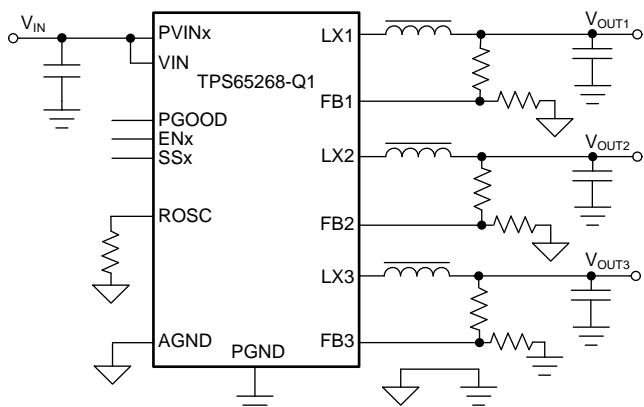 VIN
PVINx
VIN
TPS65268-Q1
PGOOD
ENx
SSx
ROSC
AGND
PGND
LX1
VOUT1
FB1
LX2
VOUT2
FB2
LX3
VOUT3
FB3